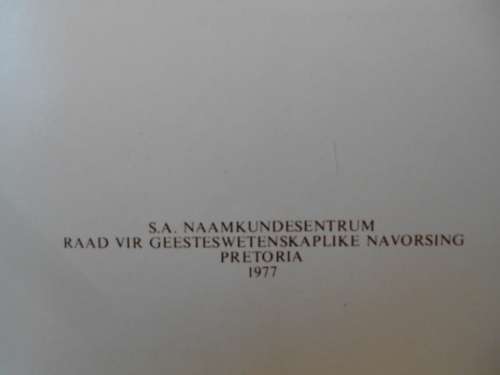 S.A. NAAMKUNDESENTRUM
RAAD VIR GEESTESWETENSKAPLIKE NAVORSING
PRETORIA
1977